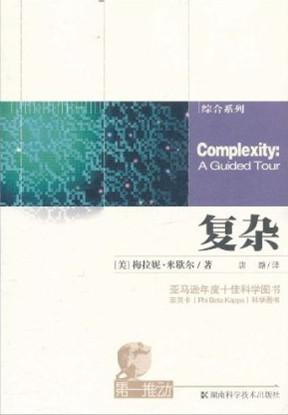 综合系列
Complexity:
A Guided Tour
复杂
[美] 梅拉妮·米歇尔 / 著
唐璐 / 译
亚马逊年度十佳科学图书
亚贝卡（Phi Beta Kappa）科学图书
第一推动
湖南科学技术出版社